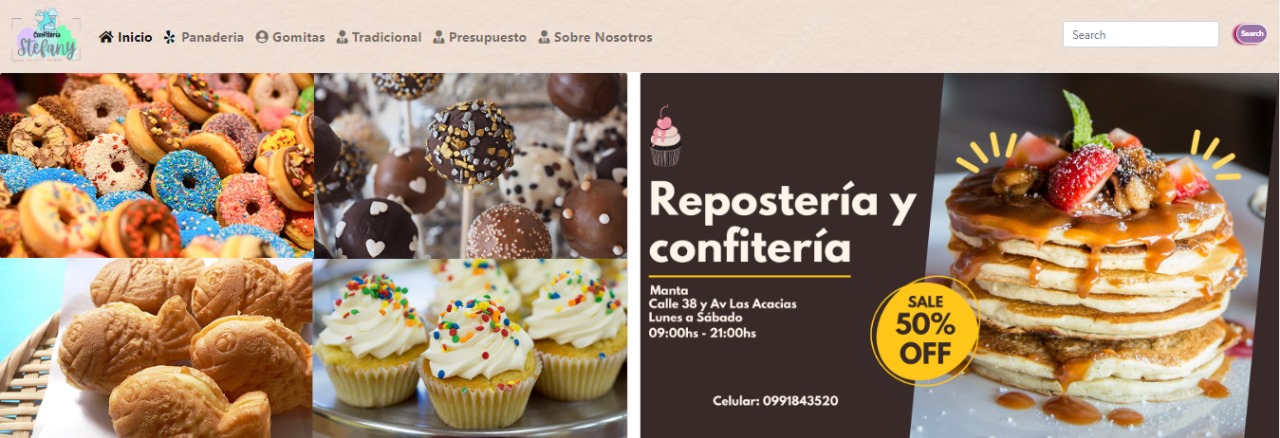 Confitería
Stefany
Inicio
Panaderia
Gomitas
Tradicional
Presupuesto
Sobre Nosotros
Search
Search
Repostería y
confitería
Manta
Calle 38 y Av Las Acacias
Lunes a Sábado
09:00hs - 21:00hs
SALE
50%
OFF
Celular: 0991843520